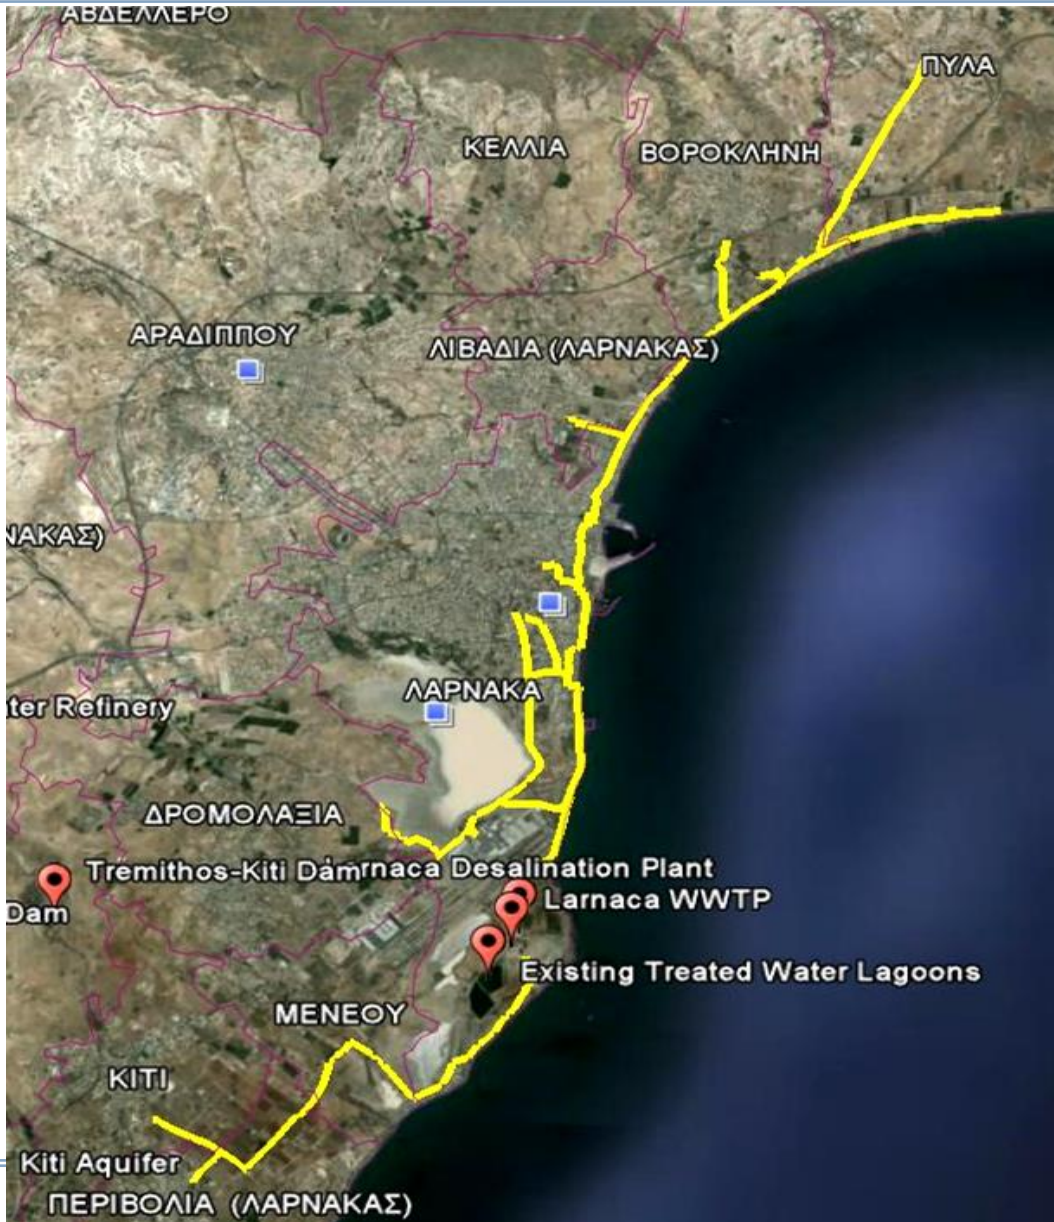 ΑΒΔΕΛΛΕΡΟ
ΠΥΛΑ
ΚΕΛΛΙΑ
ΒΟΡΟΚΛΗΝΗ
ΑΡΑΔΙΠΠΟΥ
ΛΙΒΑΔΙΑ (ΛΑΡΝΑΚΑΣ)
ΝΑΚΑΣ)
ΛΑΡΝΑΚΑ
ter Refinery
ΔΡΟΜΟΛΑΞΙΑ
Tremithos-Kiti Dam
rnaca Desalination Plant
Dam
Larnaca WWTP
Existing Treated Water Lagoons
ΜΕΝΕΟΥ
ΚΙΤΙ
Kiti Aquifer
ΠΕΡΙΒΟΛΙΑ (ΛΑΡΝΑΚΑΣ)